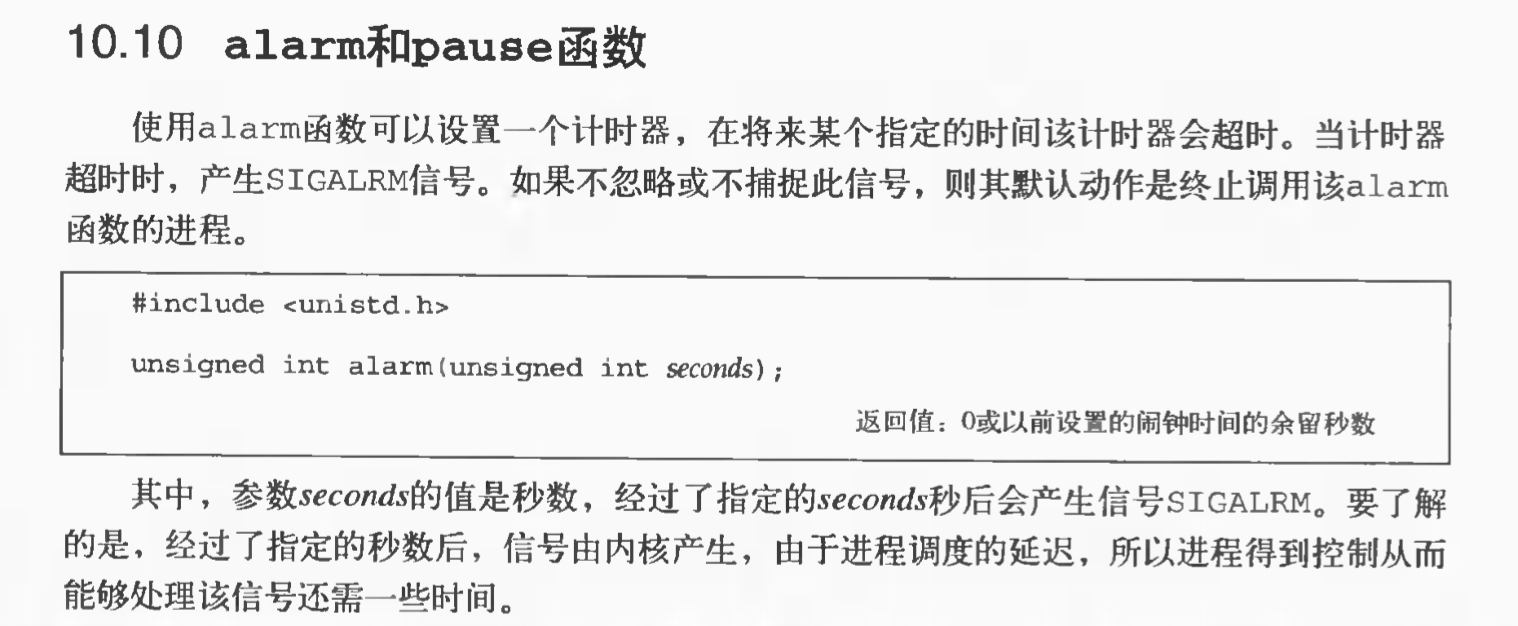 10.10 alarm和pause函数
使用alarm函数可以设置一个计时器，在将来某个指定的时间该计时器会超时。当计时器
超时时，产生SIGALRM信号。如果不忽略或不捕捉此信号，则其默认动作是终止调用该alarm
函数的进程。
#include <unistd.h>
unsigned int alarm(unsigned int seconds);
返回值：0或以前设置的闹钟时间的余留秒数
其中，参数seconds的值是秒数，经过了指定的seconds秒后会产生信号SIGALRM。要了解
的是，经过了指定的秒数后，信号由内核产生，由于进程调度的延迟，所以进程得到控制从而
能够处理该信号还需一些时间。